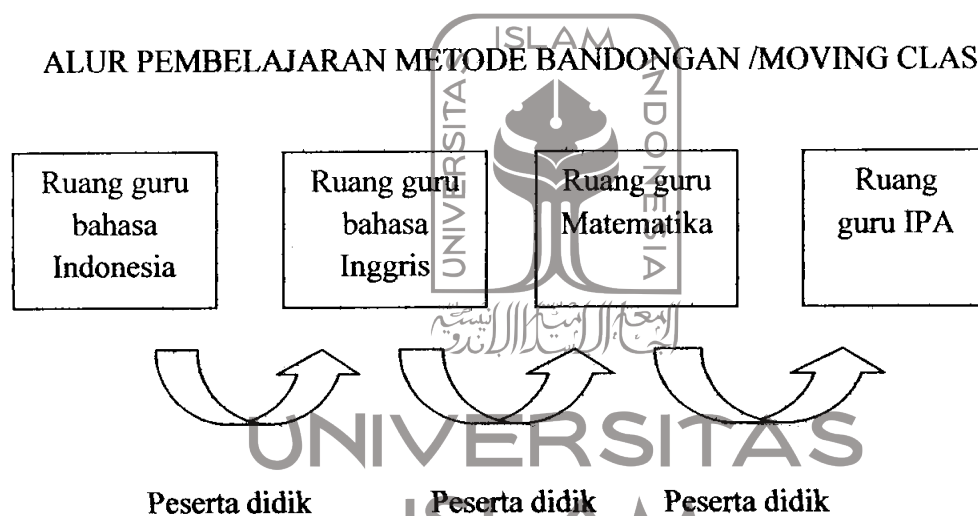 ALUR PEMBELAJARAN METODE BANDONGAN /MOVING CLAS
Ruang guru
bahasa
Indonesia
Ruang guru
bahasa
Inggris
Ruang guru
Matematika
Ruang
guru IPA
UNIVERSITAS
ISLAM
INDONESIA
UNIVERSITAS
Peserta didik
Peserta didik
Peserta didik
ISLAM